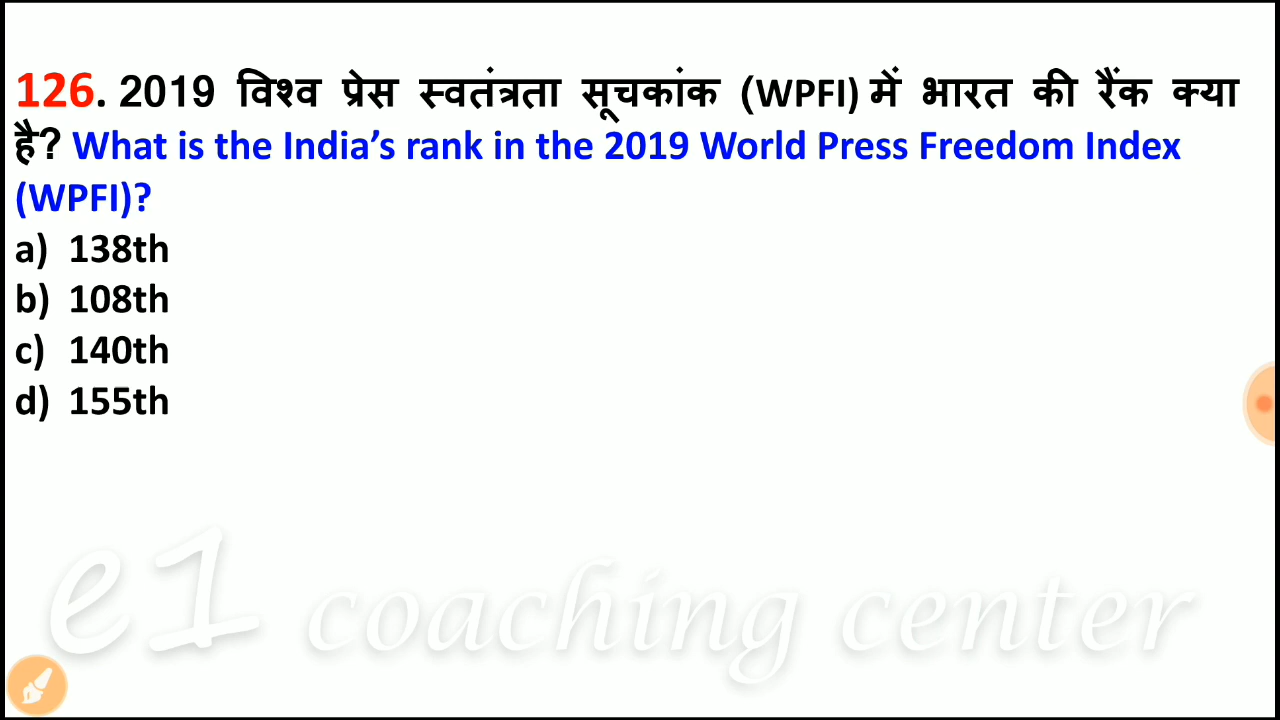 126. 2019 विश्व प्रेस स्वतंत्रता सूचकांक (WPFI) में भारत की रैंक क्या
है? What is the India’s rank in the 2019 World Press Freedom Index
(WPFI)?
a) 138th
b) 108th
c) 140th
d) 155th
e1 coaching center